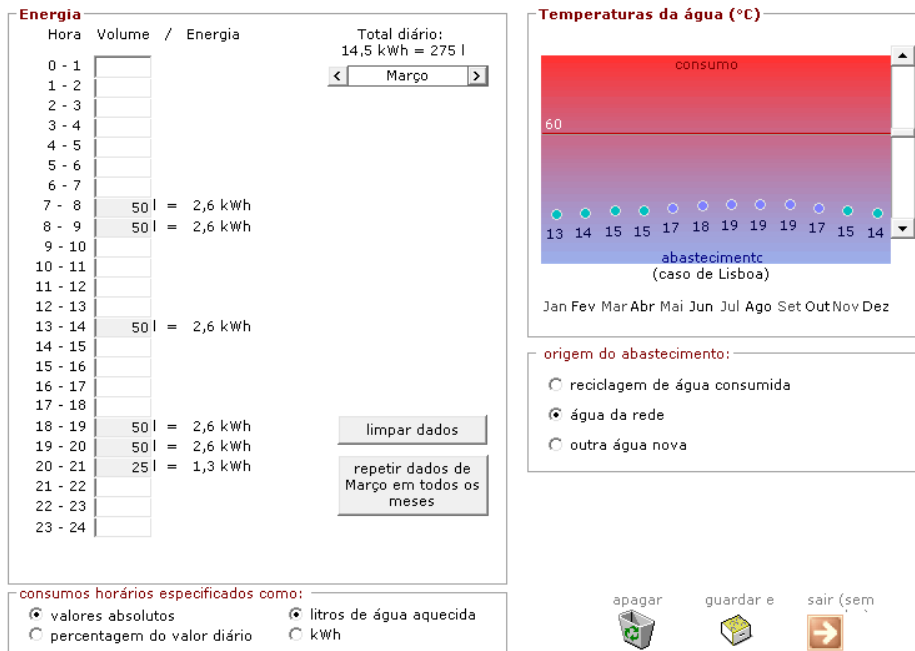 Energia
Hora Volume / Energia
Total diário:
14,5 kWh = 275 l
< Março >
0 - 1
1 - 2
2 - 3
3 - 4
4 - 5
5 - 6
6 - 7
7 - 8 50 l = 2,6 kWh
8 - 9 50 l = 2,6 kWh
9 - 10
10 - 11
11 - 12
12 - 13
13 - 14 50 l = 2,6 kWh
14 - 15
15 - 16
16 - 17
17 - 18
18 - 19 50 l = 2,6 kWh
19 - 20 50 l = 2,6 kWh
20 - 21 25 l = 1,3 kWh
21 - 22
22 - 23
23 - 24
limpar dados
repetir dados de
Março em todos os
meses
consumos horários especificados como:
valores absolutos
percentagem do valor diário
litros de água aquecida
kWh
Temperaturas da água (°C)
consumo
60
13 14 15 15 17 18 19 19 19 17 15 14
abastecimento
(caso de Lisboa)
Jan Fev Mar Abr Mai Jun Jul Ago Set Out Nov Dez
origem do abastecimento:
reciclagem de água consumida
água da rede
outra água nova
apagar
guardar e
sair (sem